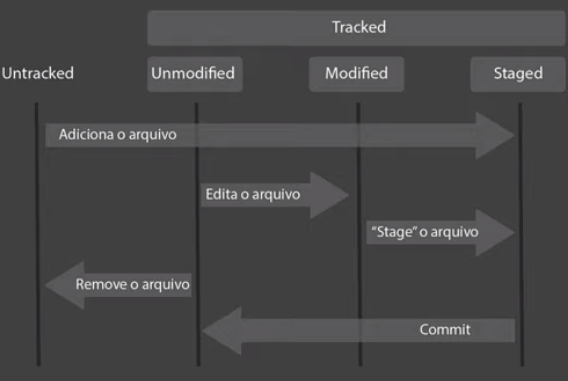 Tracked
Untracked
Unmodified
Modified
Staged
Adiciona o arquivo
Edita o arquivo
“Stage” o arquivo
Remove o arquivo
Commit